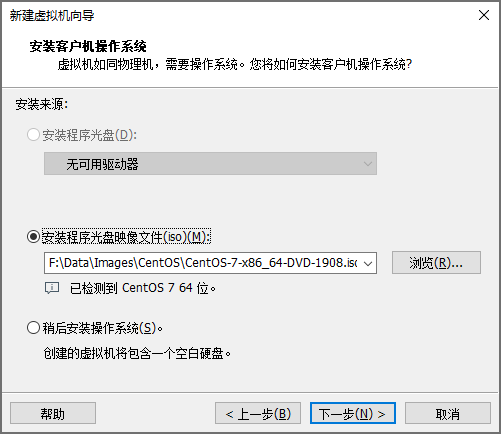 新建虚拟机向导
安装客户机操作系统
虚拟机如同物理机，需要操作系统。您将如何安装客户机操作系统?
安装来源:
安装程序光盘(D):
无可用驱动器
安装程序光盘映像文件(iso)(M):
F:\Data\Images\CentOS\CentOS-7-x86_64-DVD-1908.iso
浏览(R)...
已检测到 CentOS 7 64 位。
稍后安装操作系统(S)。
创建的虚拟机将包含一个空白硬盘。
帮助
< 上一步(B)
下一步(N) >
取消